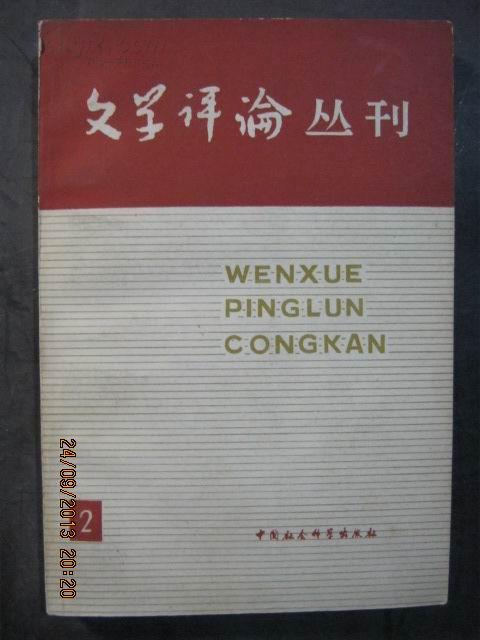 文学评论丛刊
WENXUE
PINGLUN
CONGKAN
2
中国社会科学出版社
24/09/2013 20:20